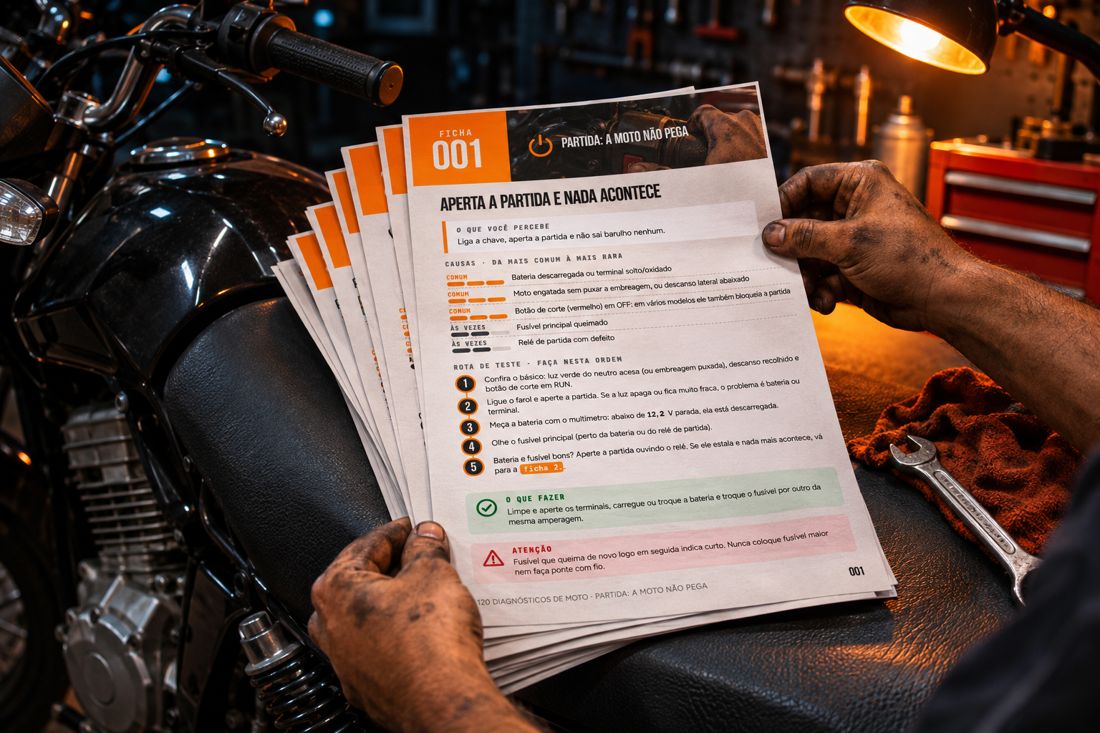 FICHA
001
PARTIDA: A MOTO NÃO PEGA
APERTA A PARTIDA E NADA ACONTECE
O QUE VOCÊ PERCEBE
Liga a chave, aperta a partida e não sai barulho nenhum.
CAUSAS · DA MAIS COMUM À MAIS RARA
COMUM Bateria descarregada ou terminal solto/oxidado
COMUM Moto engatada sem puxar a embreagem, ou descanso lateral abaixado
COMUM Botão de corte (vermelho) em OFF: em vários modelos ele também bloqueia a partida
ÀS VEZES Fusível principal queimado
ÀS VEZES Relé de partida com defeito
ROTA DE TESTE · FAÇA NESTA ORDEM
1 Confira o básico: luz verde do neutro acesa (ou embreagem puxada), descanso recolhido e
botão de corte em RUN.
2 Ligue o farol e aperte a partida. Se a luz apaga ou fica muito fraca, o problema é bateria ou
terminal.
3 Meça a bateria com o multímetro: abaixo de 12,2 V parada, ela está descarregada.
4 Olhe o fusível principal (perto da bateria ou do relé de partida).
5 Bateria e fusível bons? Aperte a partida ouvindo o relé. Se ele estala e nada mais acontece, vá
para a ficha 2.
O QUE FAZER
Limpe e aperte os terminais, carregue ou troque a bateria e troque o fusível por outro da
mesma amperagem.
ATENÇÃO
Fusível que queima de novo logo em seguida indica curto. Nunca coloque fusível maior
nem faça ponte com fio.
120 DIAGNÓSTICOS DE MOTO · PARTIDA: A MOTO NÃO PEGA
001